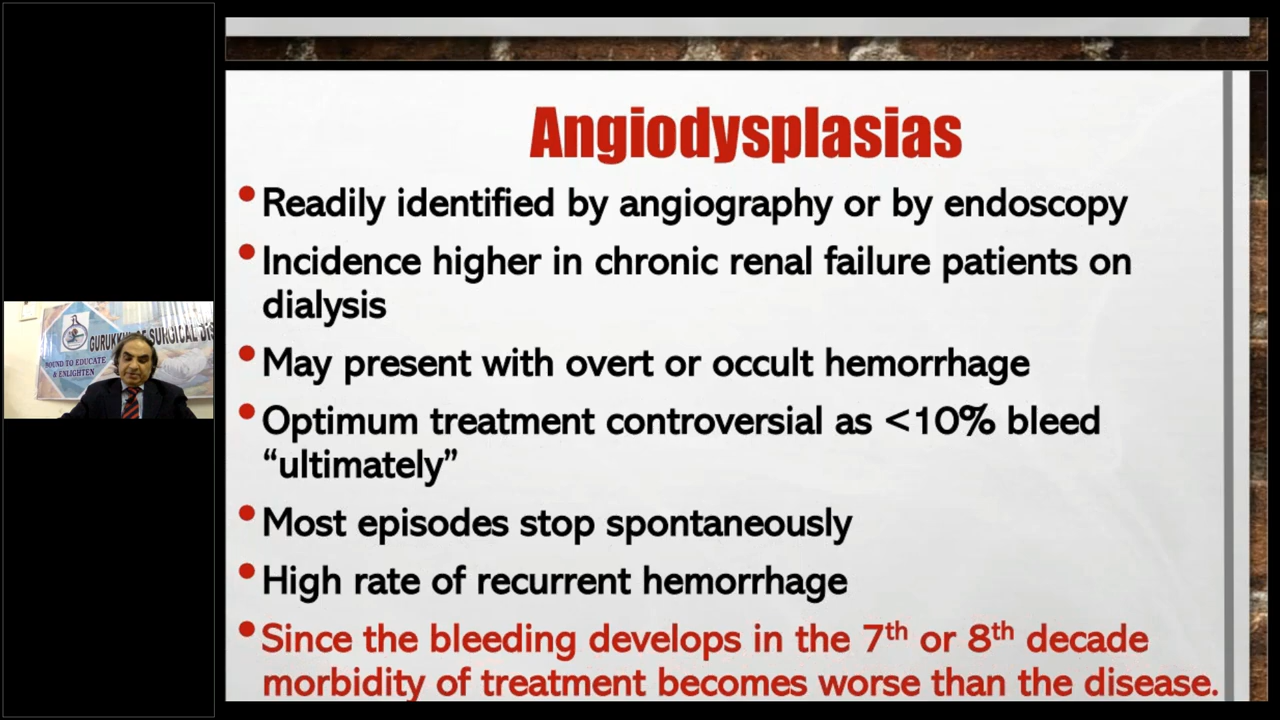 Angiodysplasias
• Readily identified by angiography or by endoscopy
• Incidence higher in chronic renal failure patients on
dialysis
• May present with overt or occult hemorrhage
• Optimum treatment controversial as <10% bleed
“ultimately”
• Most episodes stop spontaneously
• High rate of recurrent hemorrhage
• Since the bleeding develops in the 7th or 8th decade
morbidity of treatment becomes worse than the disease.
OF SURGICAL
TO EDUCATE
& ENLIGHTEN